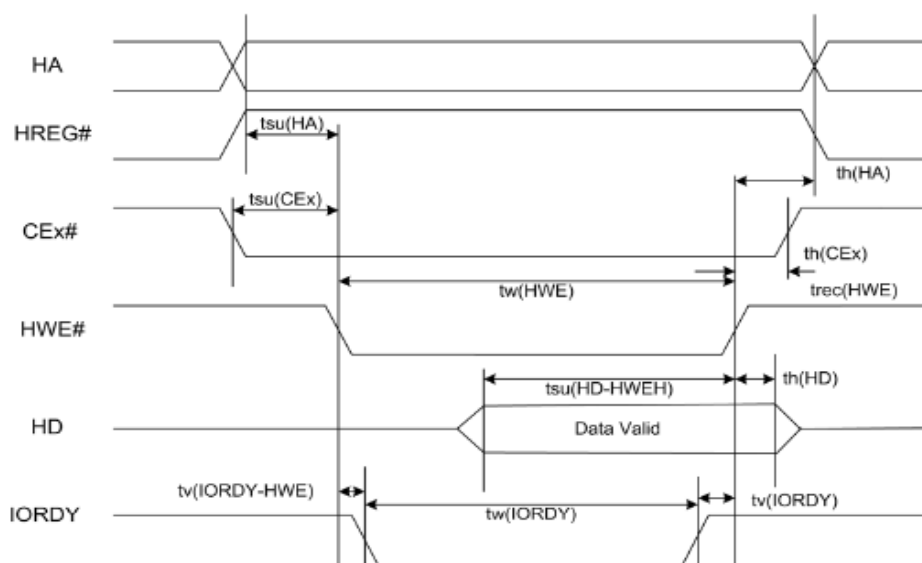 HA
HREG#
tsu(HA)
th(HA)
tsu(CEx)
CEx#
th(CEx)
tw(HWE)
trec(HWE)
HWE#
tsu(HD-HWEH)
th(HD)
HD
Data Valid
tv(IORDY-HWE)
tw(IORDY)
tv(IORDY)
IORDY